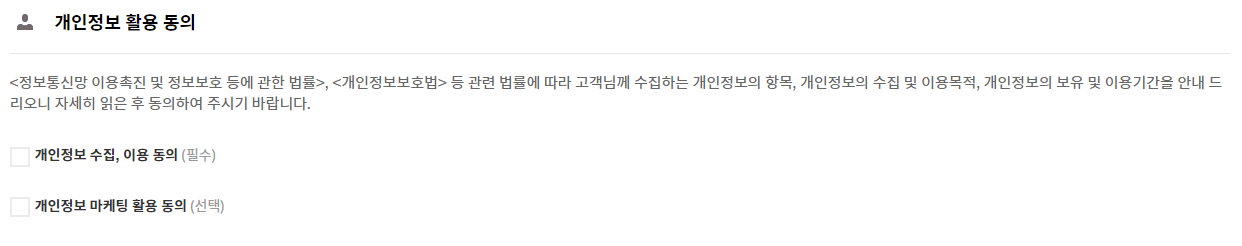 개인정보 활용 동의
<정보통신망 이용촉진 및 정보보호 등에 관한 법률>, <개인정보보호법> 등 관련 법률에 따라 고객님께 수집하는 개인정보의 항목, 개인정보의 수집 및 이용목적, 개인정보의 보유 및 이용기간을 안내 드
리오니 자세히 읽은 후 동의하여 주시기 바랍니다.
개인정보 수집, 이용 동의 (필수)
개인정보 마케팅 활용 동의 (선택)